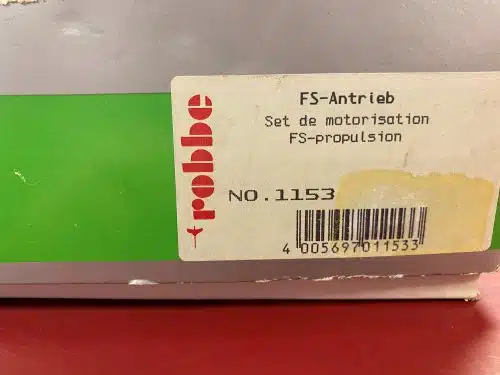 robbe
FS-Antrieb
Set de motorisation
FS-propulsion
NO.1153
4 005697 011533